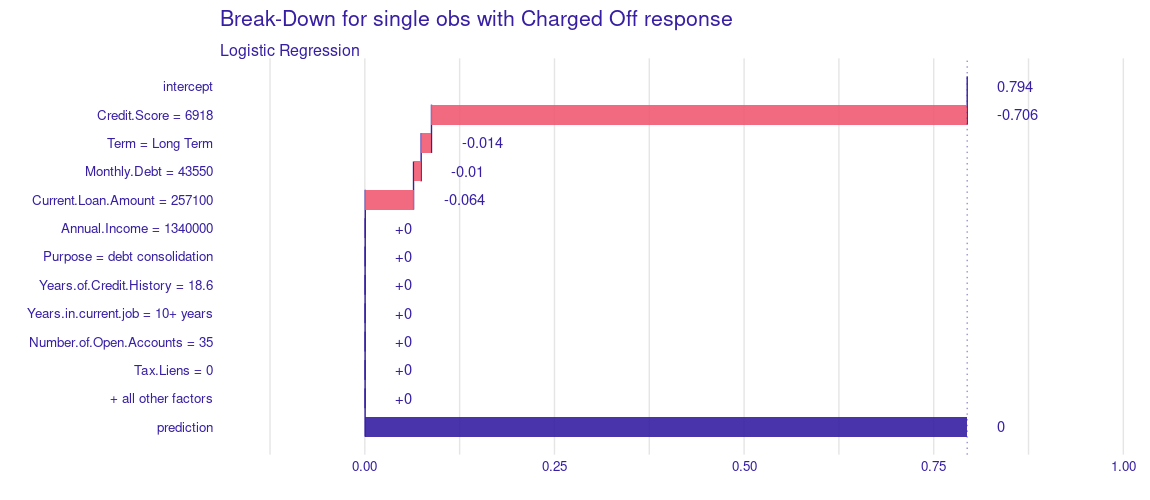 Break-Down for single obs with Charged Off response
Logistic Regression
intercept 0.794
Credit.Score = 6918 -0.706
Term = Long Term -0.014
Monthly.Debt = 43550 -0.01
Current.Loan.Amount = 257100 -0.064
Annual.Income = 1340000 +0
Purpose = debt consolidation +0
Years.of.Credit.History = 18.6 +0
Years.in.current.job = 10+ years +0
Number.of.Open.Accounts = 35 +0
Tax.Liens = 0 +0
+ all other factors +0
prediction 0
0.00 0.25 0.50 0.75 1.00